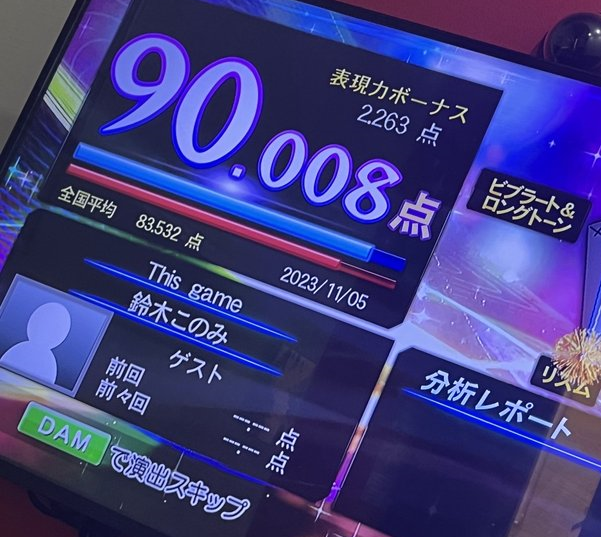 90.008点
表現力ボーナス
2.263 点
ビブラート&
ロングトーン
全国平均 83.532 点
2023/11/05
This game
鈴木このみ
ゲスト
前回 --.--- 点
前々回 --.--- 点
リズム
分析レポート
DAMで演出スキップ